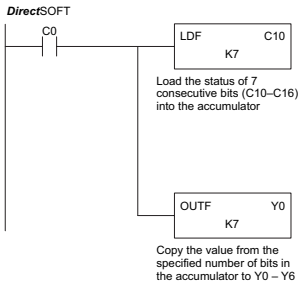 DirectSOFT
C0
LDF C10
K7
Load the status of 7
consecutive bits (C10–C16)
into the accumulator
OUTF Y0
K7
Copy the value from the
specified number of bits in
the accumulator to Y0 – Y6